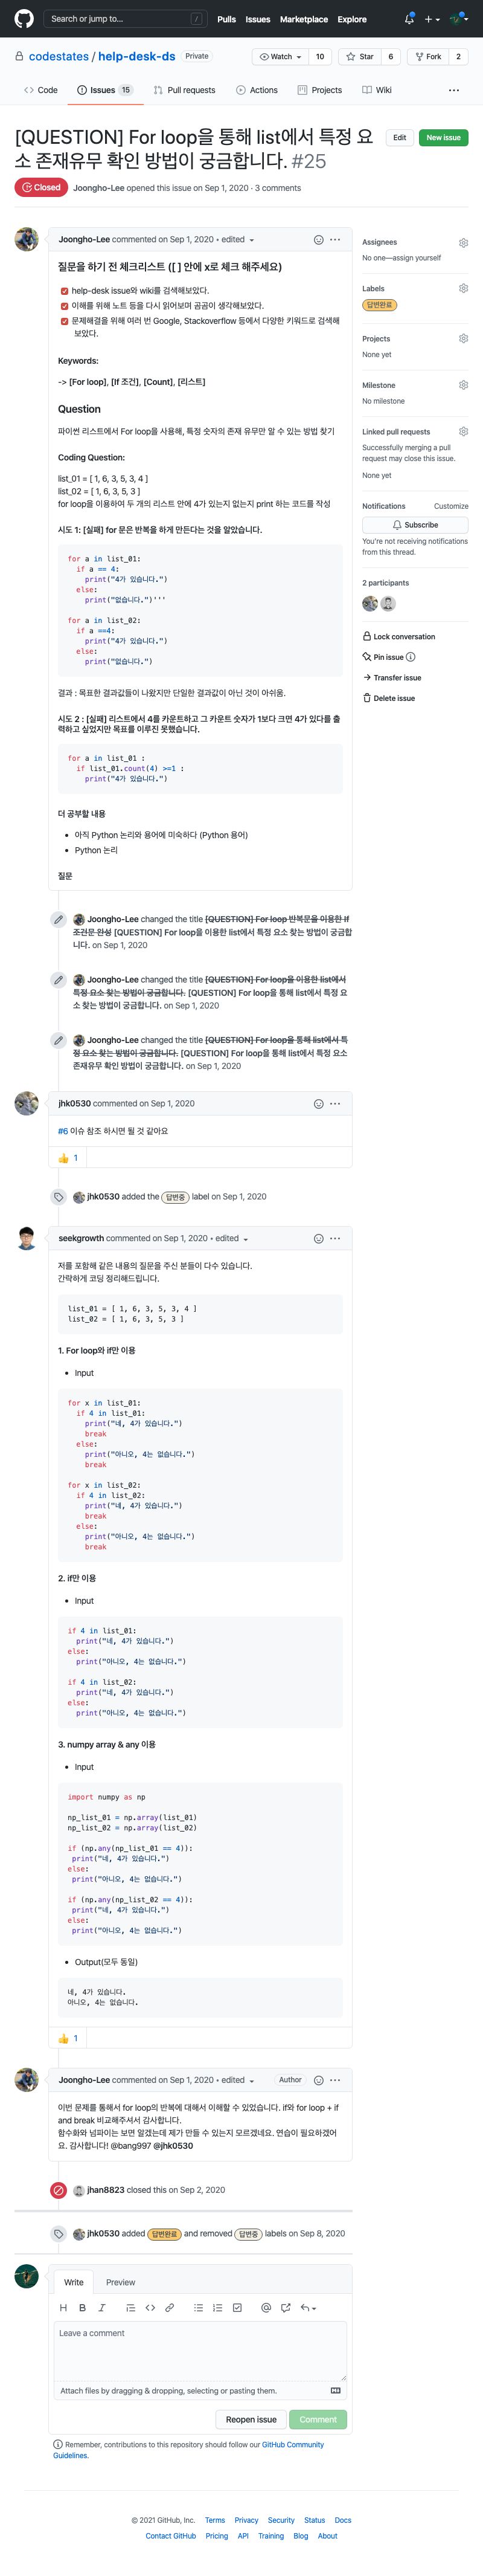 Search or jump to...
/
Pulls Issues Marketplace Explore
codestates / help-desk-ds Private
Watch 10 Star 6 Fork 2
Code Issues 15 Pull requests Actions Projects Wiki
[QUESTION] For loop을 통해 list에서 특정 요
소 존재유무 확인 방법이 궁금합니다. #25
Edit New issue
Closed Joongho-Lee opened this issue on Sep 1, 2020 · 3 comments
Joongho-Lee commented on Sep 1, 2020 • edited
질문을 하기 전 체크리스트 ([ ] 안에 x로 체크 해주세요)
help-desk issue와 wiki를 검색해보았다.
이해를 위해 노트 등을 다시 읽어보며 곰곰이 생각해보았다.
문제해결을 위해 여러 번 Google, Stackoverflow 등에서 다양한 키워드로 검색해
보았다.
Keywords:
-> [For loop], [If 조건], [Count], [리스트]
Question
파이썬 리스트에서 For loop을 사용해, 특정 숫자의 존재 유무만 알 수 있는 방법 찾기
Coding Question:
list_01 = [ 1, 6, 3, 5, 3, 4 ]
list_02 = [ 1, 6, 3, 5, 3 ]
for loop을 이용하여 두 개의 리스트 안에 4가 있는지 없는지 print 하는 코드를 작성
시도 1: [실패] for 문은 반복을 하게 만든다는 것을 알았습니다.
for a in list_01:
if a == 4:
print("4가 있습니다.")
else:
print("없습니다.")'''
for a in list_02:
if a ==4:
print("4가 있습니다.")
else:
print("없습니다.")
결과 : 목표한 결과값들이 나왔지만 단일한 결과값이 아닌 것이 아쉬움.
시도 2 : [실패] 리스트에서 4를 카운트하고 그 카운트 숫자가 1보다 크면 4가 있다를 출
력하고 싶었지만 목표를 이루진 못했습니다.
for a in list_01 :
if list_01.count(4) >=1 :
print("4가 있습니다.")
더 공부할 내용
• 아직 Python 논리와 용어에 미숙하다 (Python 용어)
• Python 논리
질문
Joongho-Lee changed the title [QUESTION] For loop 반복문을 이용한 If
조건문 완성 [QUESTION] For loop을 이용한 list에서 특정 요소 찾는 방법이 궁금합니
다. on Sep 1, 2020
Joongho-Lee changed the title [QUESTION] For loop을 이용한 list에서
특정 요소 찾는 방법이 궁금합니다. [QUESTION] For loop을 통해 list에서 특정 요
소 찾는 방법이 궁금합니다. on Sep 1, 2020
Joongho-Lee changed the title [QUESTION] For loop을 통해 list에서 특
정 요소 찾는 방법이 궁금합니다. [QUESTION] For loop을 통해 list에서 특정 요소
존재유무 확인 방법이 궁금합니다. on Sep 1, 2020
jhk0530 commented on Sep 1, 2020
#6 이슈 참조 하시면 될 것 같아요
👍 1
jhk0530 added the 답변중 label on Sep 1, 2020
seekgrowth commented on Sep 1, 2020 • edited
저를 포함해 같은 내용의 질문을 주신 분들이 다수 있습니다.
간략하게 코딩 정리해드립니다.
list_01 = [ 1, 6, 3, 5, 3, 4 ]
list_02 = [ 1, 6, 3, 5, 3 ]
1. For loop와 if만 이용
• Input
for x in list_01:
if 4 in list_01:
print("네, 4가 있습니다.")
break
else:
print("아니오, 4는 없습니다.")
break
for x in list_02:
if 4 in list_02:
print("네, 4가 있습니다.")
break
else:
print("아니오, 4는 없습니다.")
break
2. if만 이용
• Input
if 4 in list_01:
print("네, 4가 있습니다.")
else:
print("아니오, 4는 없습니다.")
if 4 in list_02:
print("네, 4가 있습니다.")
else:
print("아니오, 4는 없습니다.")
3. numpy array & any 이용
• Input
import numpy as np
np_list_01 = np.array(list_01)
np_list_02 = np.array(list_02)
if (np.any(np_list_01 == 4)):
print("네, 4가 있습니다.")
else:
print("아니오, 4는 없습니다.")
if (np.any(np_list_02 == 4)):
print("네, 4가 있습니다.")
else:
print("아니오, 4는 없습니다.")
• Output(모두 동일)
네, 4가 있습니다.
아니오, 4는 없습니다.
👍 1
Joongho-Lee commented on Sep 1, 2020 • edited Author
이번 문제를 통해서 for loop의 반복에 대해서 이해할 수 있었습니다. if와 for loop + if
and break 비교해주셔서 감사합니다.
함수화와 넘파이는 보면 알겠는데 제가 만들 수 있는지 모르겠네요. 연습이 필요하겠어
요. 감사합니다! @bang997 @jhk0530
jhan8823 closed this on Sep 2, 2020
jhk0530 added 답변완료 and removed 답변중 labels on Sep 8, 2020
Write Preview
Leave a comment
Attach files by dragging & dropping, selecting or pasting them.
Reopen issue Comment
Remember, contributions to this repository should follow our GitHub Community
Guidelines.
Assignees
No one—assign yourself
Labels
답변완료
Projects
None yet
Milestone
No milestone
Linked pull requests
Successfully merging a pull
request may close this issue.
None yet
Notifications Customize
Subscribe
You're not receiving notifications
from this thread.
2 participants
Lock conversation
Pin issue
Transfer issue
Delete issue
© 2021 GitHub, Inc. Terms Privacy Security Status Docs
Contact GitHub Pricing API Training Blog About